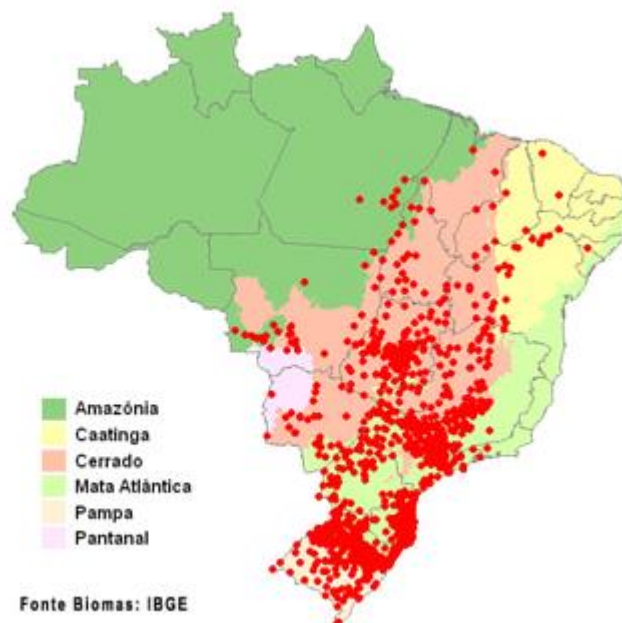 Amazônia
Caatinga
Cerrado
Mata Atlântica
Pampa
Pantanal
Fonte Biomas: IBGE